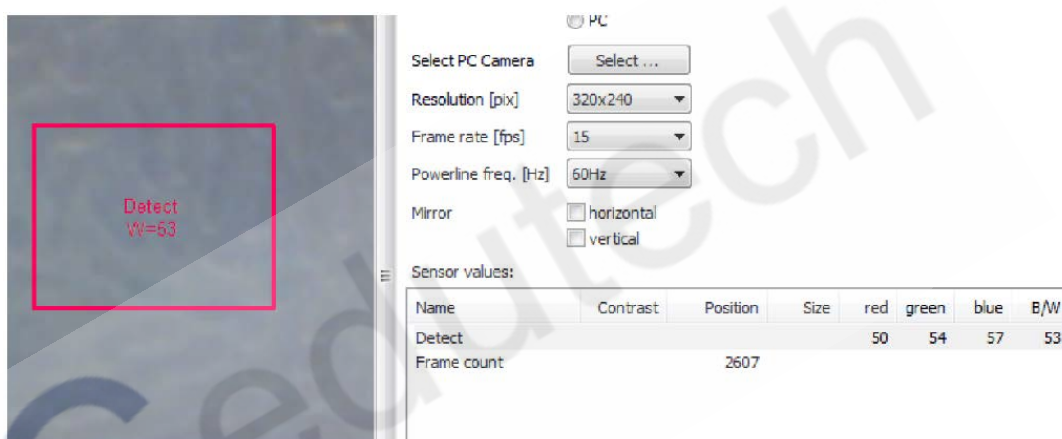 Detect
W=53
PC
Select PC Camera Select ...
Resolution [pix] 320x240
Frame rate [fps] 15
Powerline freq. [Hz] 60Hz
Mirror horizontal
vertical
Sensor values:
Name Contrast Position Size red green blue B/W
Detect 50 54 57 53
Frame count 2607
edutech